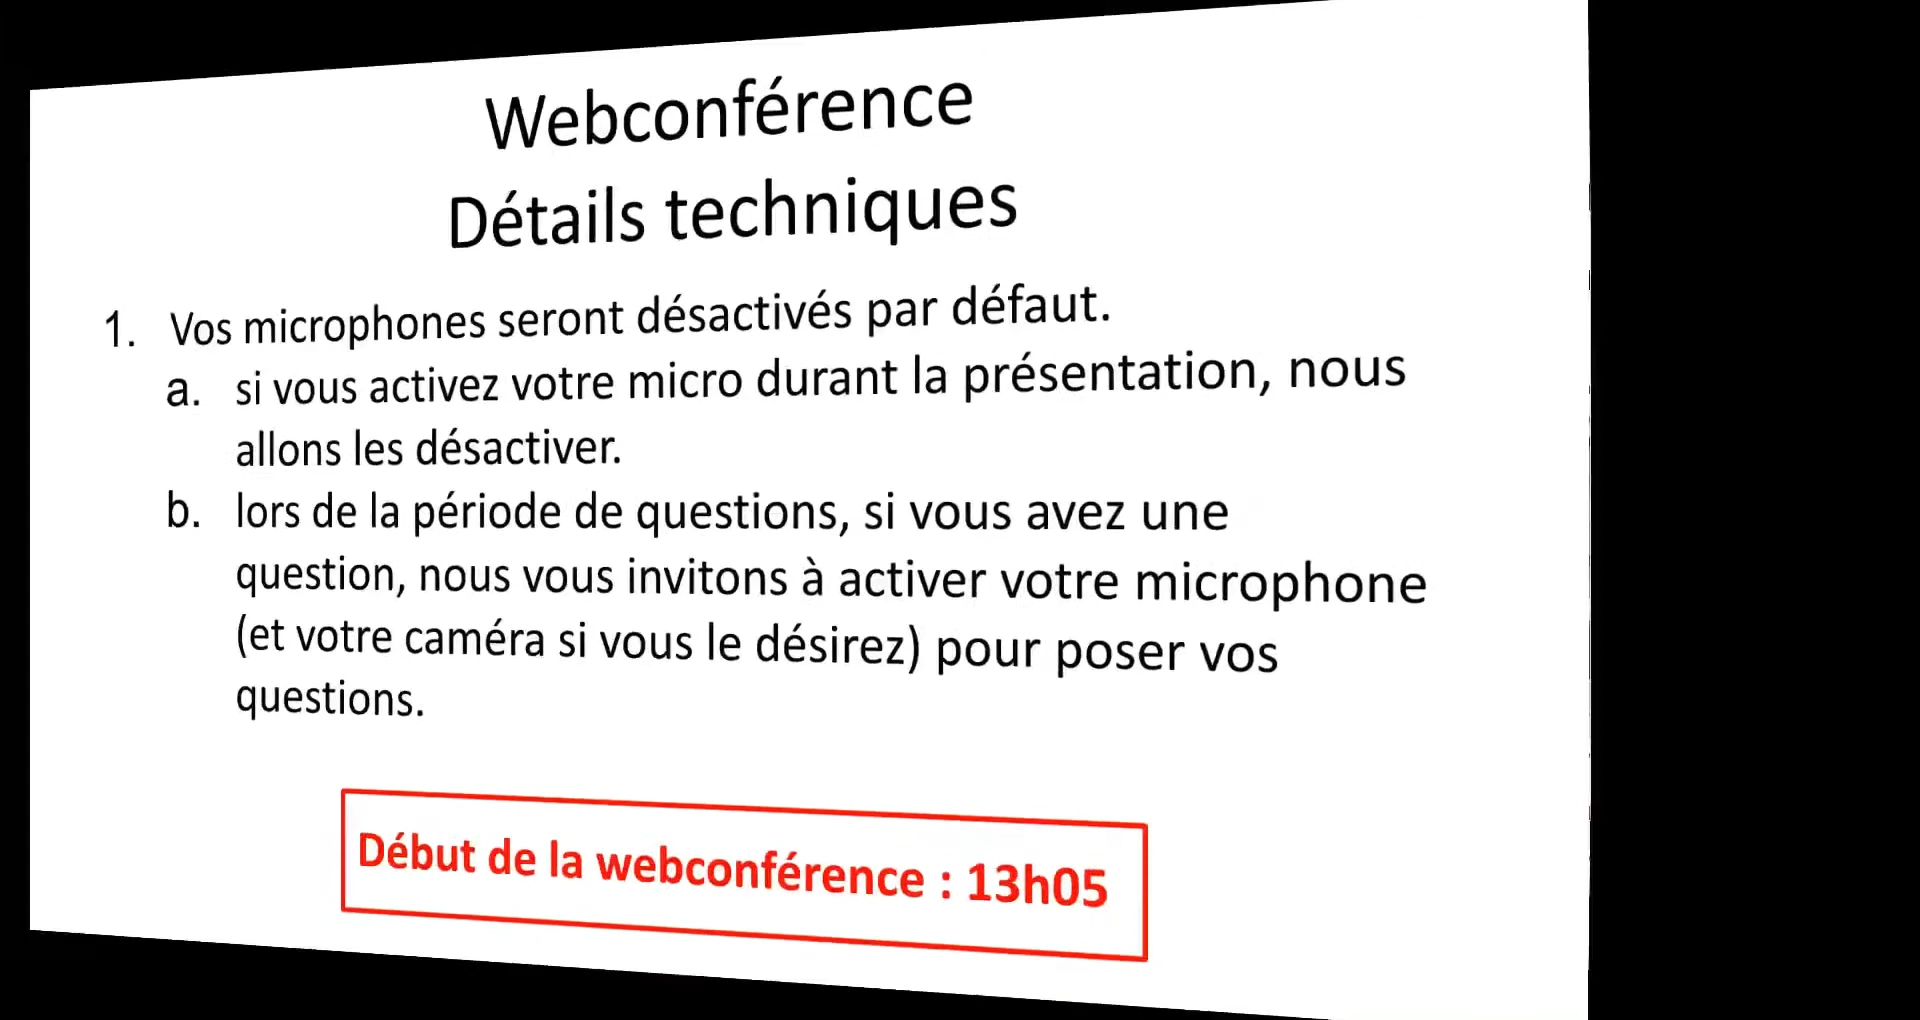 Webconférence
Détails techniques
1. Vos microphones seront désactivés par défaut.
a. si vous activez votre micro durant la présentation, nous
allons les désactiver.
b. lors de la période de questions, si vous avez une
question, nous vous invitons à activer votre microphone
(et votre caméra si vous le désirez) pour poser vos
questions.
Début de la webconférence : 13h05